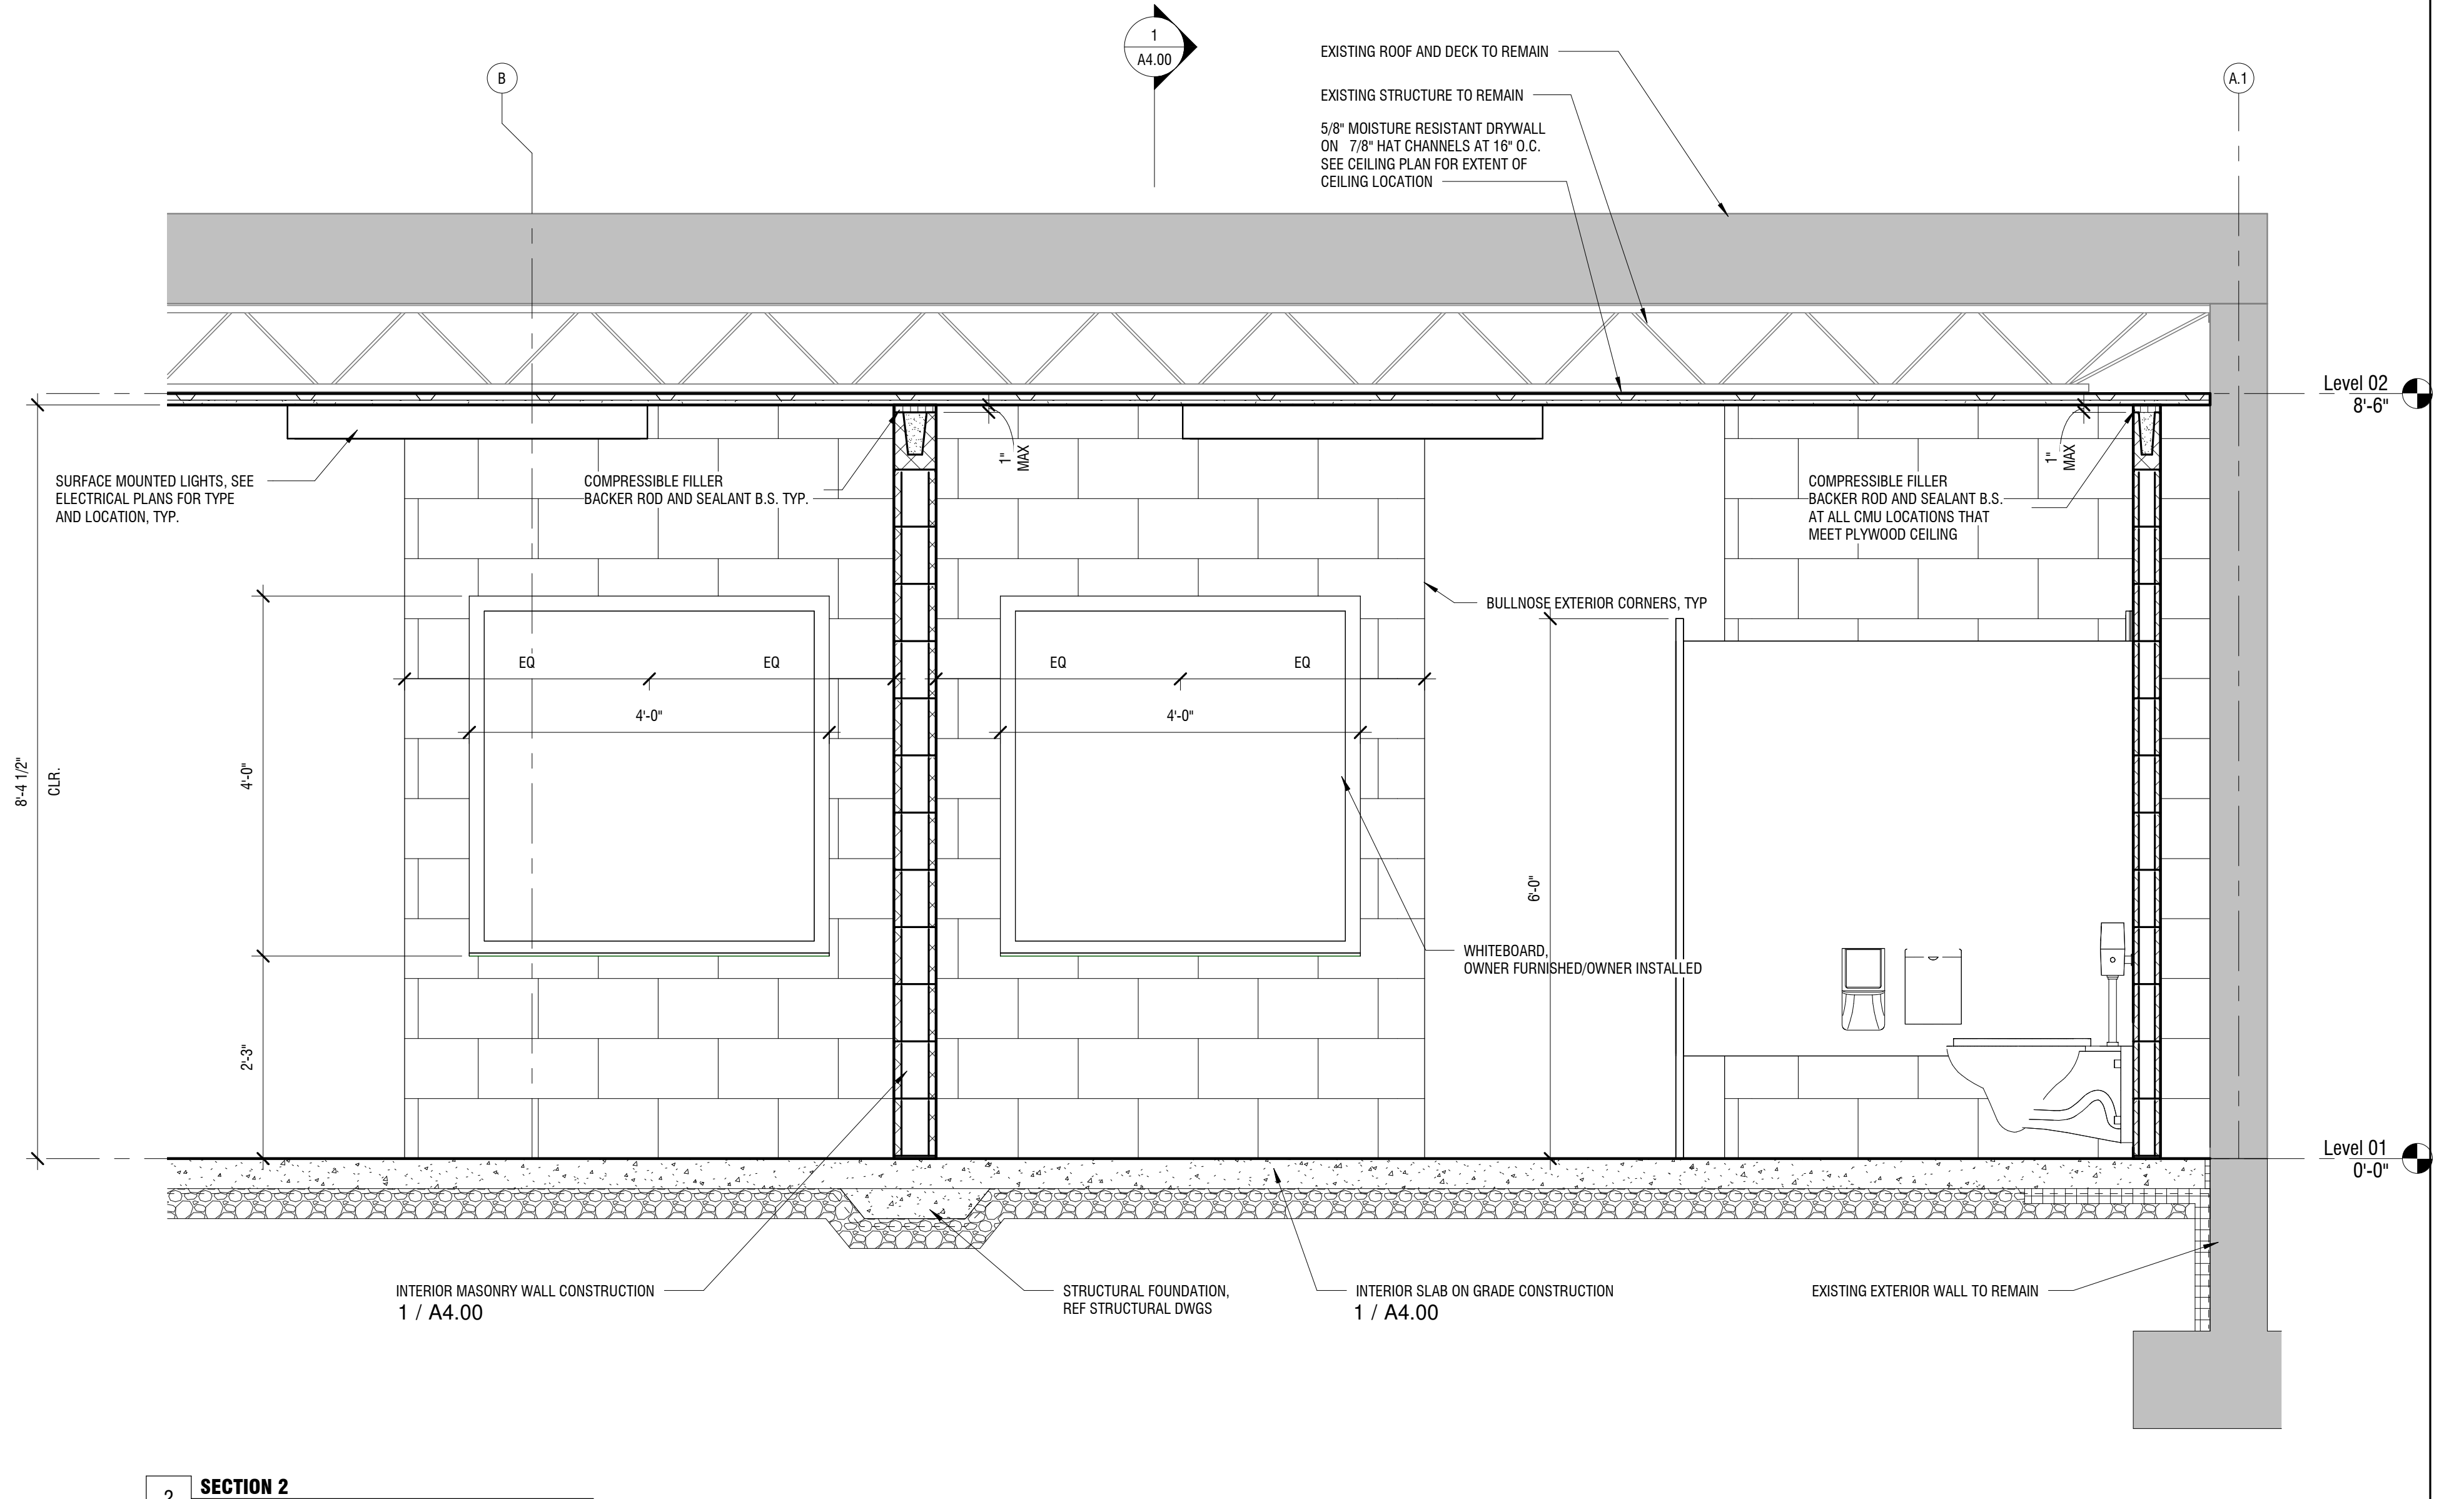 1
A4.00
B
A.1
EXISTING ROOF AND DECK TO REMAIN
EXISTING STRUCTURE TO REMAIN
5/8" MOISTURE RESISTANT DRYWALL
ON 7/8" HAT CHANNELS AT 16" O.C.
SEE CEILING PLAN FOR EXTENT OF
CEILING LOCATION
Level 02
8'-6"
SURFACE MOUNTED LIGHTS, SEE
ELECTRICAL PLANS FOR TYPE
AND LOCATION, TYP.
COMPRESSIBLE FILLER
BACKER ROD AND SEALANT B.S. TYP.
1"
MAX
1"
MAX
COMPRESSIBLE FILLER
BACKER ROD AND SEALANT B.S.
AT ALL CMU LOCATIONS THAT
MEET PLYWOOD CEILING
BULLNOSE EXTERIOR CORNERS, TYP
EQ
EQ
EQ
EQ
4'-0"
4'-0"
8'-4 1/2"
CLR.
4'-0"
6'-0"
WHITEBOARD,
OWNER FURNISHED/OWNER INSTALLED
2'-3"
Level 01
0'-0"
INTERIOR MASONRY WALL CONSTRUCTION
1 / A4.00
STRUCTURAL FOUNDATION,
REF STRUCTURAL DWGS
INTERIOR SLAB ON GRADE CONSTRUCTION
1 / A4.00
EXISTING EXTERIOR WALL TO REMAIN
2
SECTION 2